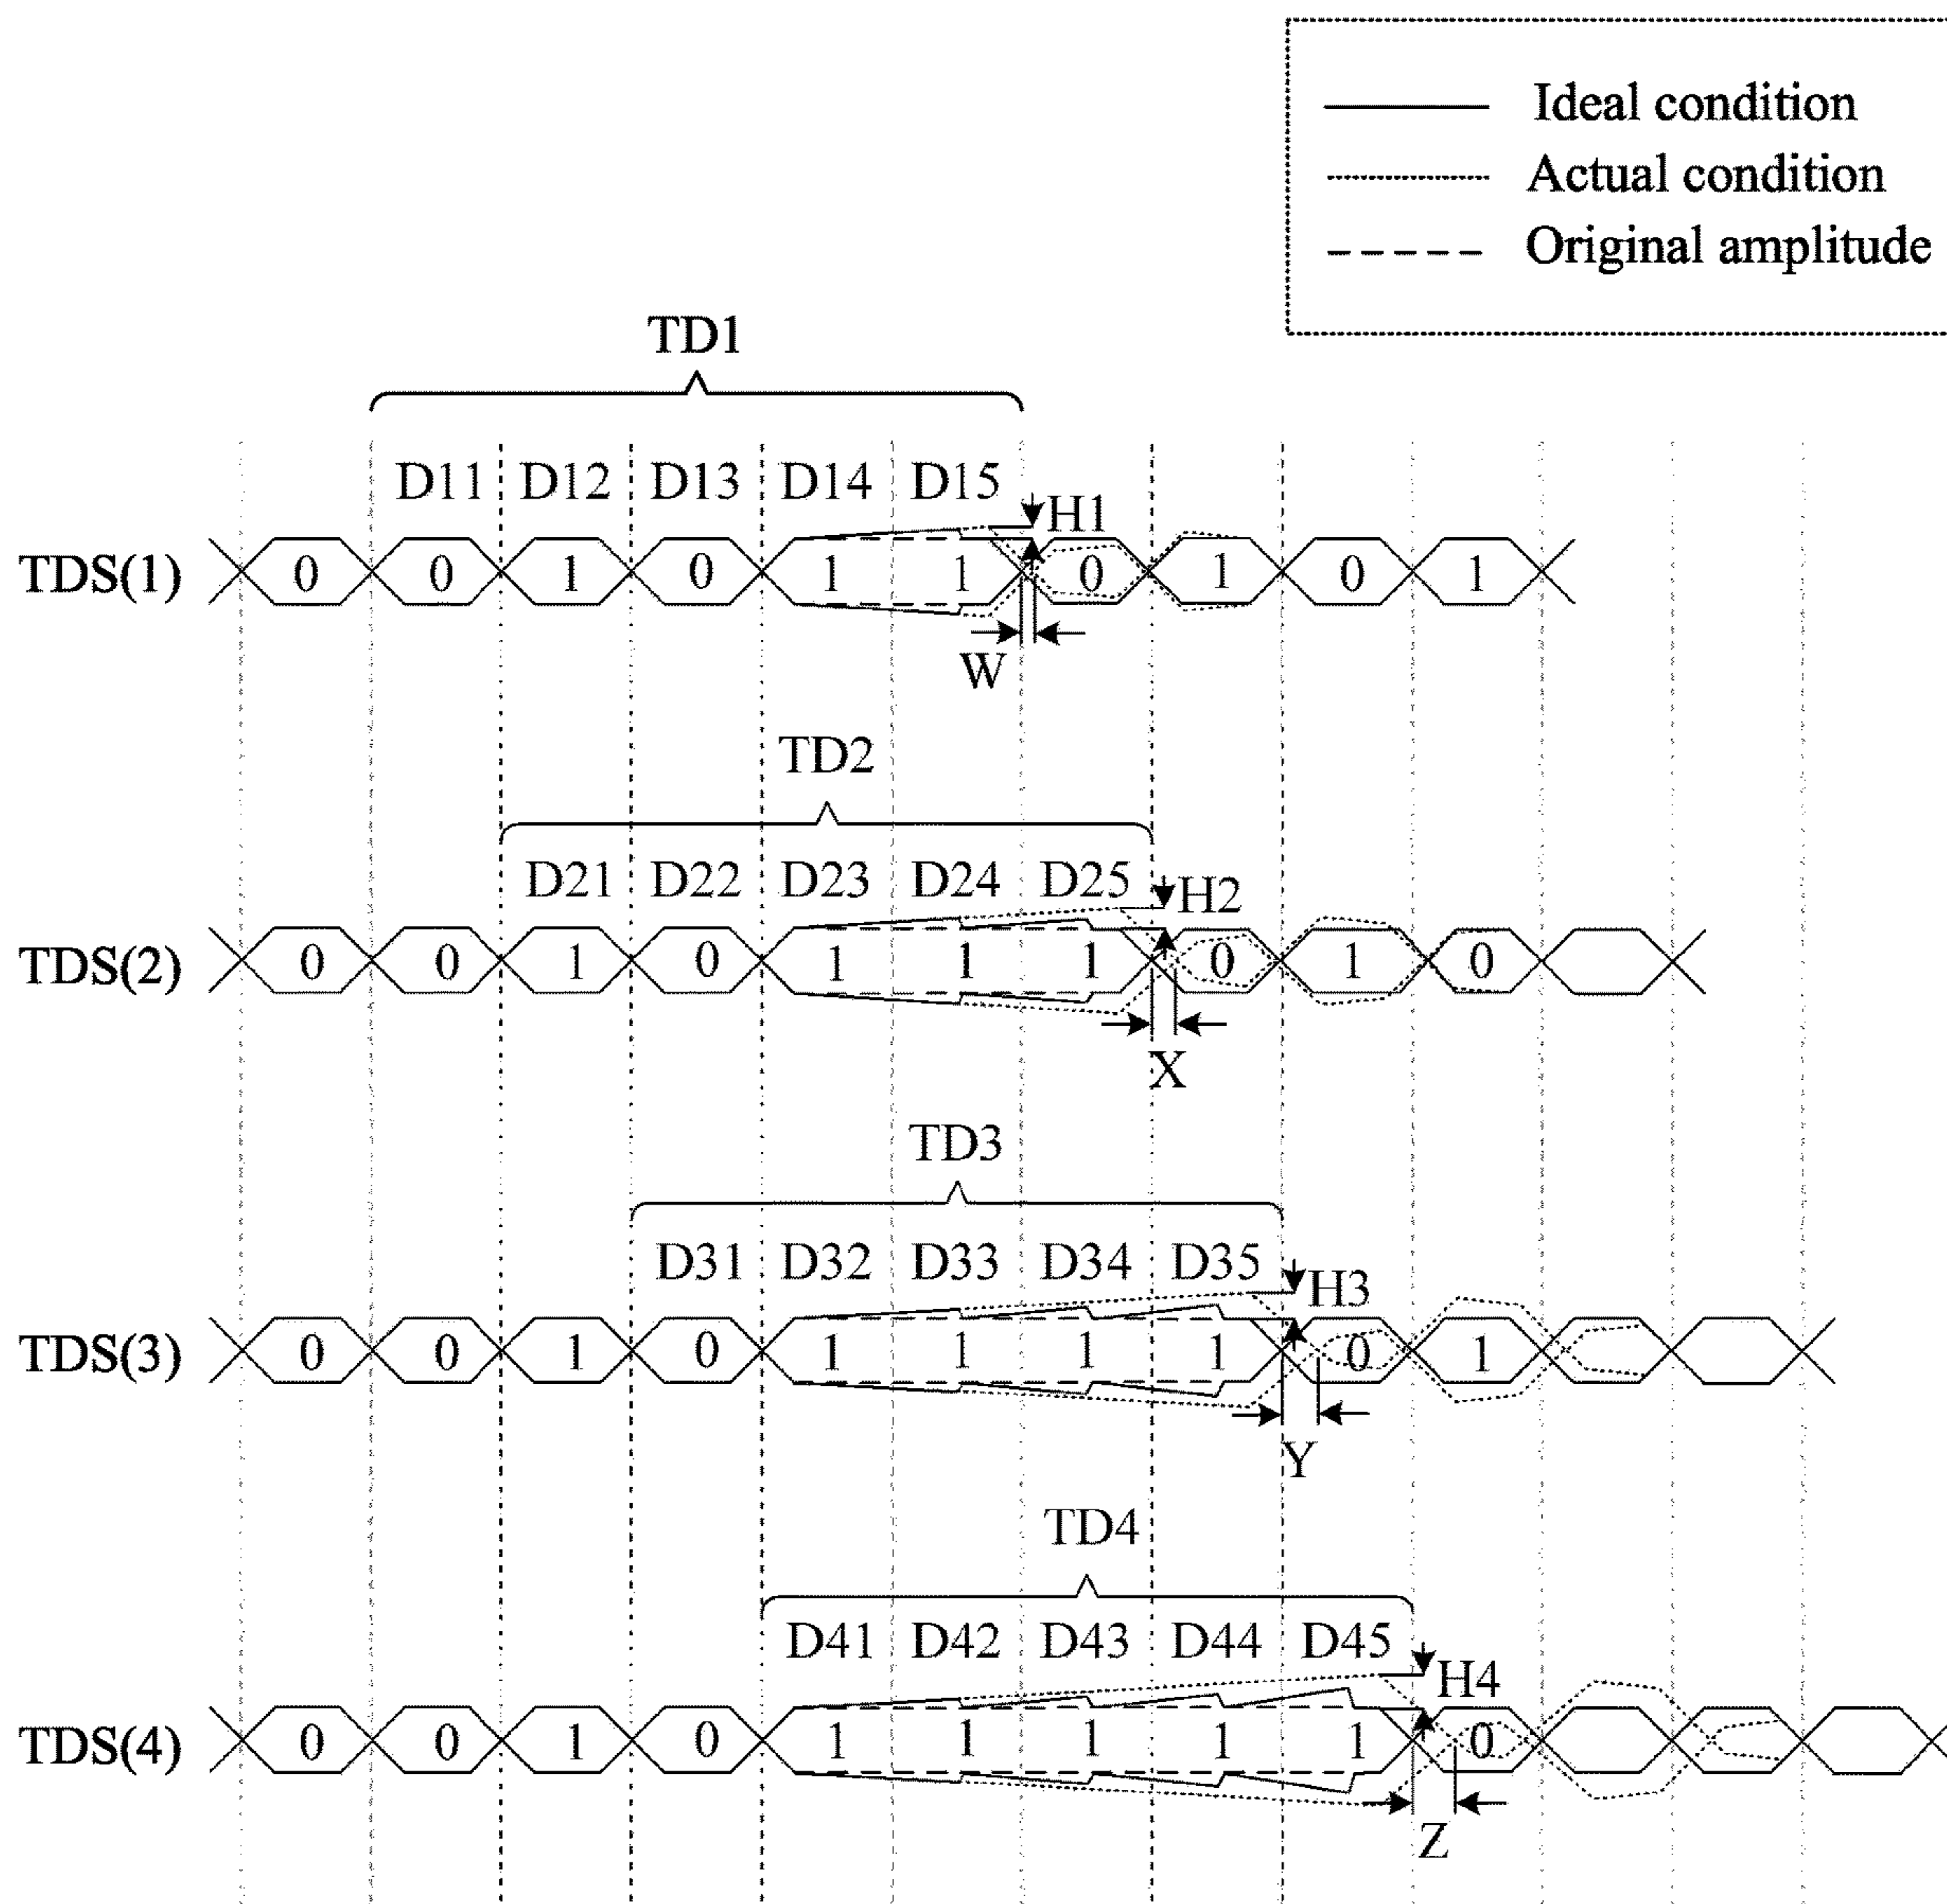 Ideal condition
Actual condition
Original amplitude
TD1
D11 D12 D13 D14 D15
H1
TDS(1) 0 0 1 0 1 1 0 1 0 1
W
TD2
D21 D22 D23 D24 D25
H2
TDS(2) 0 0 1 0 1 1 1 0 1 0
X
TD3
D31 D32 D33 D34 D35
H3
TDS(3) 0 0 1 0 1 1 1 1 0 1
Y
TD4
D41 D42 D43 D44 D45
H4
TDS(4) 0 0 1 0 1 1 1 1 1 0
Z